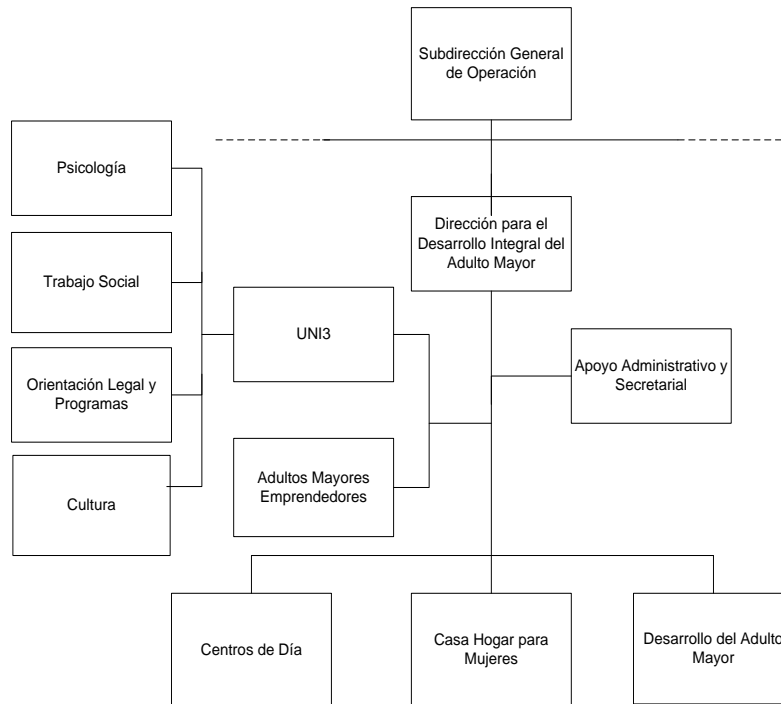 Subdirección General
de Operación
Psicología
Dirección para el
Desarrollo Integral del
Adulto Mayor
Trabajo Social
UNI3
Apoyo Administrativo y
Secretarial
Orientación Legal y
Programas
Adultos Mayores
Emprendedores
Cultura
Centros de Día
Casa Hogar para
Mujeres
Desarrollo del Adulto
Mayor